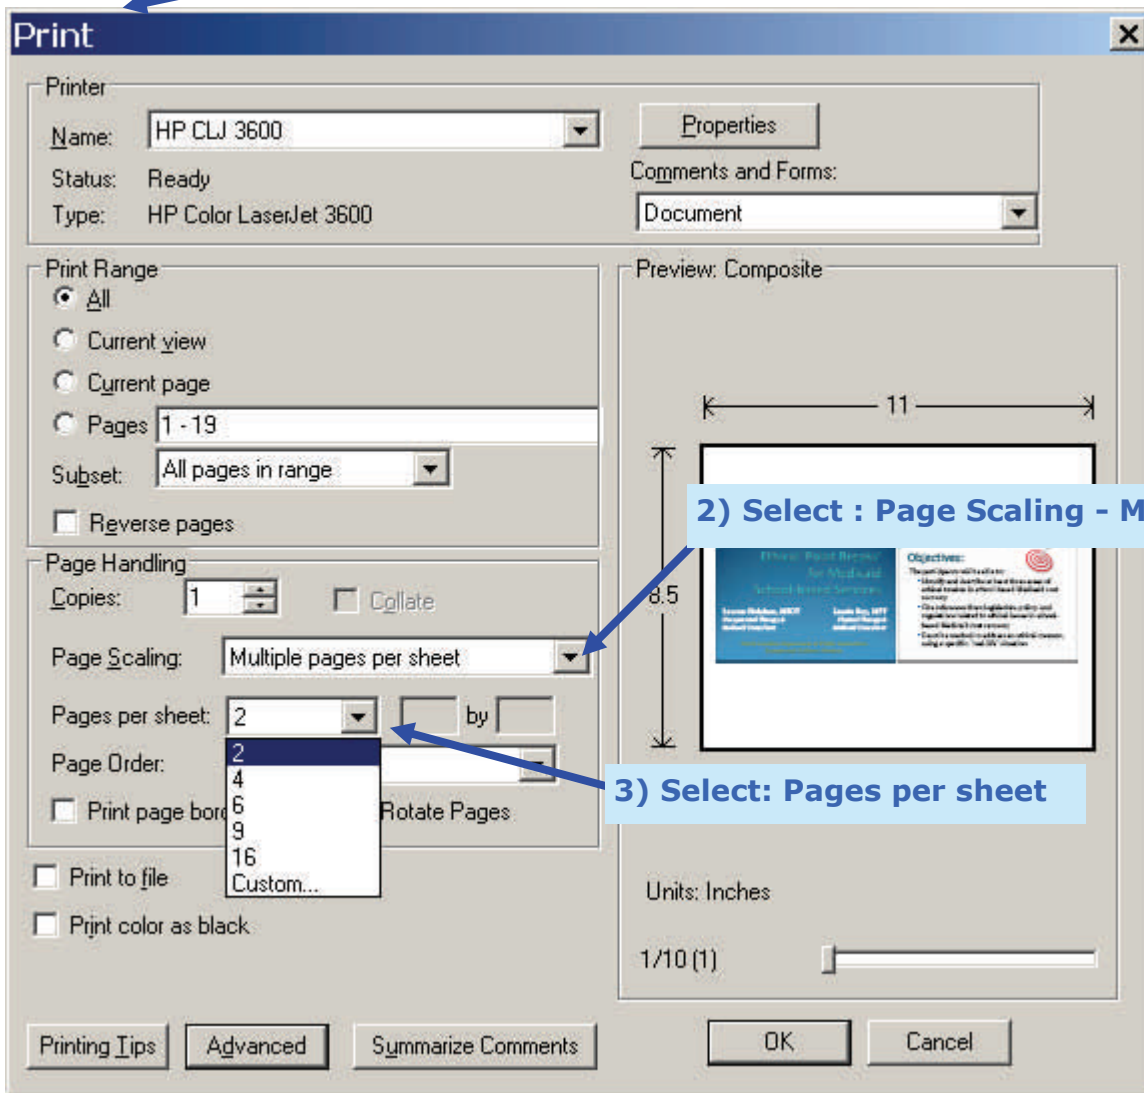 Print
Printer
Name: HP CLJ 3600
Properties
Status: Ready
Comments and Forms:
Type: HP Color LaserJet 3600
Document
Print Range
All
Current view
Current page
Pages 1 - 19
Subset: All pages in range
Reverse pages
Preview: Composite
11
8.5
2) Select : Page Scaling - M
Objectives:
Page Handling
Copies: 1
Collate
Page Scaling: Multiple pages per sheet
Pages per sheet: 2 by
2
4
6
9
16
Custom...
Page Order:
3) Select: Pages per sheet
Print page bor
Rotate Pages
Print to file
Print color as black
Units: Inches
1/10 (1)
Printing Tips
Advanced
Summarize Comments
OK
Cancel